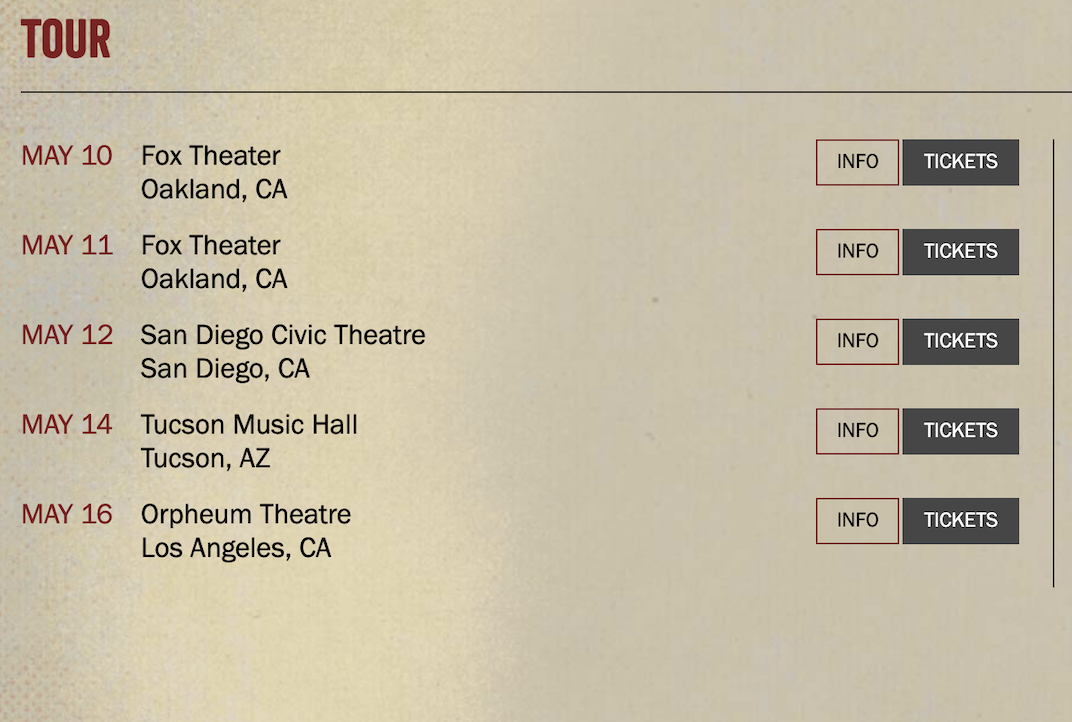 TOUR
MAY 10 Fox Theater INFO TICKETS
Oakland, CA
MAY 11 Fox Theater INFO TICKETS
Oakland, CA
MAY 12 San Diego Civic Theatre INFO TICKETS
San Diego, CA
MAY 14 Tucson Music Hall INFO TICKETS
Tucson, AZ
MAY 16 Orpheum Theatre INFO TICKETS
Los Angeles, CA